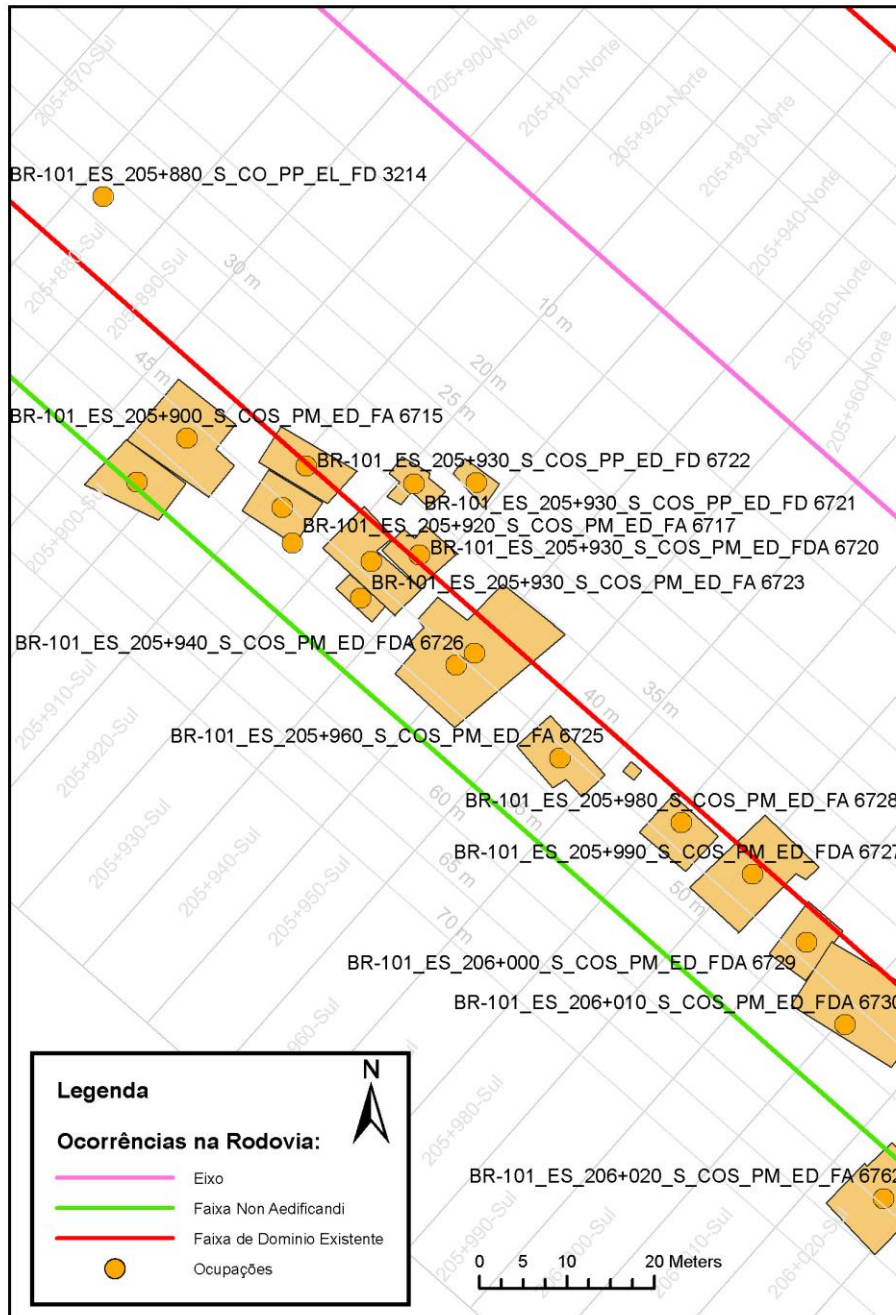 205+870-Sul
205+900-Norte
205+910-Norte
205+920-Norte
205+930-Norte
205+940-Norte
205+950-Norte
205+960-Norte
BR-101_ES_205+880_S_CO_PP_EL_FD 3214
205+880-Sul
205+890-Sul
30 m
10 m
20 m
25 m
45 m
BR-101_ES_205+900_S_COS_PM_ED_FA 6715
BR-101_ES_205+930_S_COS_PP_ED_FD 6722
BR-101_ES_205+930_S_COS_PP_ED_FD 6721
205+900-Sul
BR-101_ES_205+920_S_COS_PM_ED_FA 6717
BR-101_ES_205+930_S_COS_PM_ED_FDA 6720
BR-101_ES_205+930_S_COS_PM_ED_FA 6723
BR-101_ES_205+940_S_COS_PM_ED_FDA 6726
205+910-Sul
35 m
40 m
205+920-Sul
BR-101_ES_205+960_S_COS_PM_ED_FA 6725
60 m
BR-101_ES_205+980_S_COS_PM_ED_FA 6728
205+930-Sul
65 m
BR-101_ES_205+990_S_COS_PM_ED_FDA 6727
205+940-Sul
50 m
205+950-Sul
70 m
BR-101_ES_206+000_S_COS_PM_ED_FDA 6729
BR-101_ES_206+010_S_COS_PM_ED_FDA 6730
960-Sul
205+980-Sul
BR-101_ES_206+020_S_COS_PM_ED_FA 6762
205+990-Sul
206+000-Sul
206+010-Sul
206+020-Sul
N
Legenda
Ocorrências na Rodovia:
Eixo
Faixa Non Aedificandi
Faixa de Dominio Existente
Ocupações
0 5 10 20 Meters